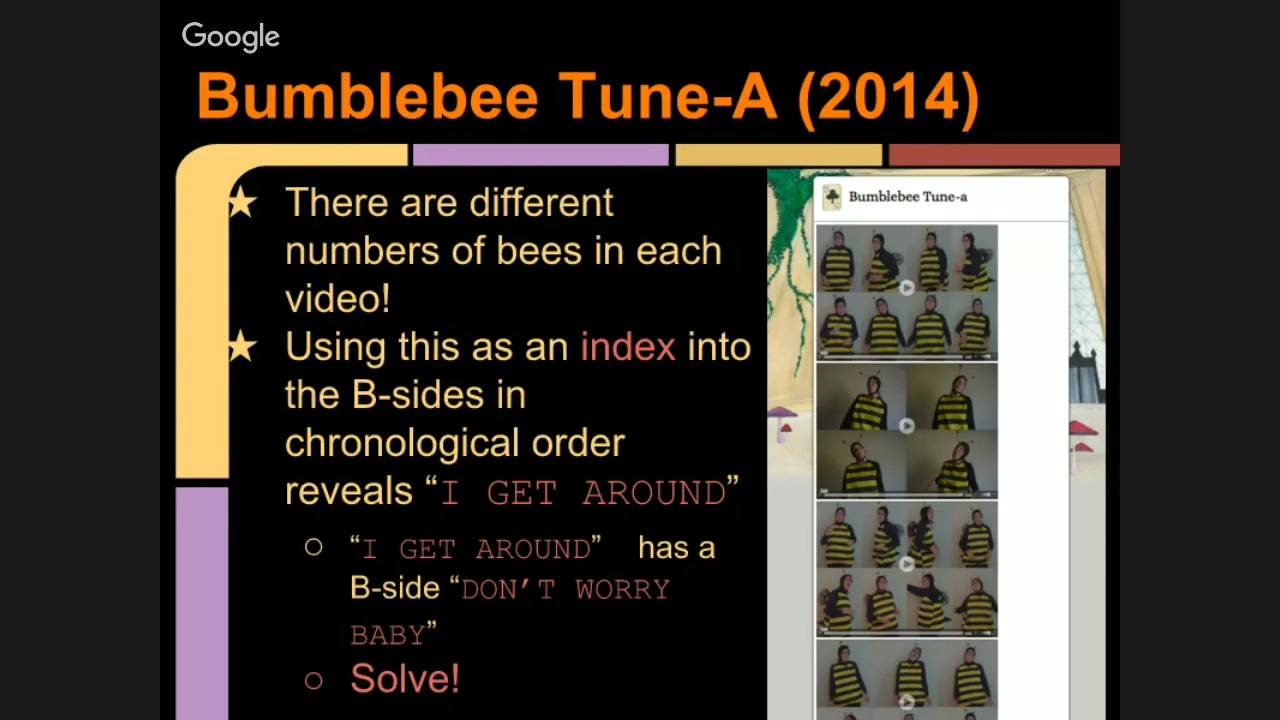 Google
Bumblebee Tune-A (2014)
★ There are different
numbers of bees in each
video!
★ Using this as an index into
the B-sides in
chronological order
reveals “I GET AROUND”
○ “I GET AROUND” has a
B-side “DON’T WORRY
BABY”
○ Solve!
Bumblebee Tune-a